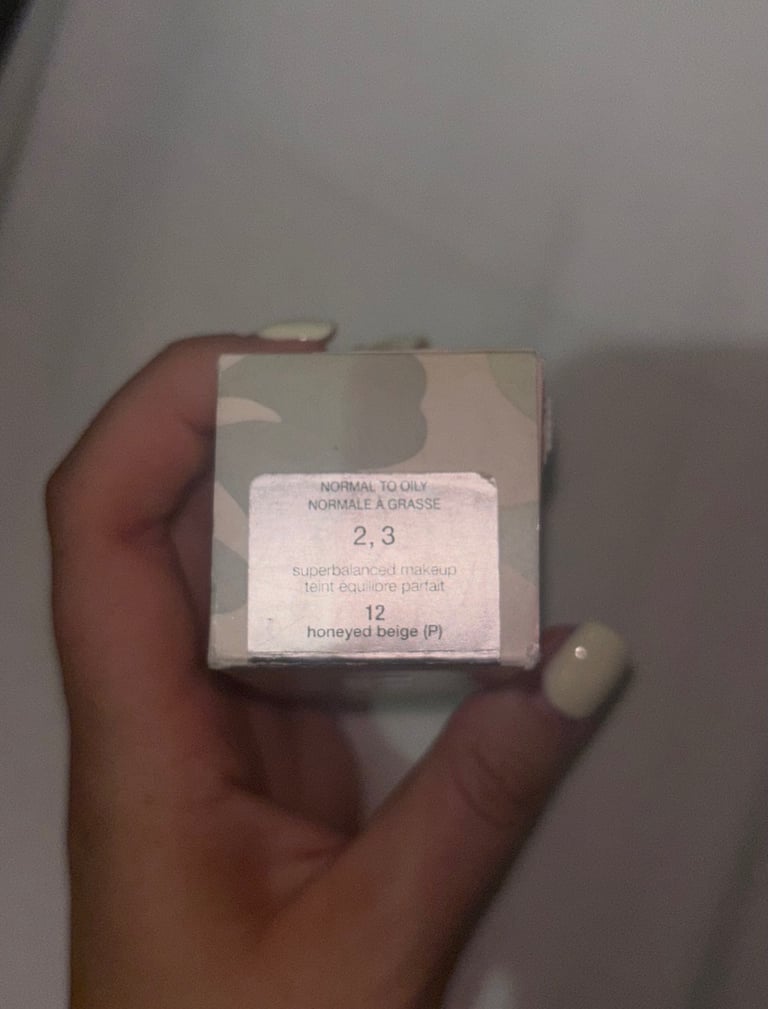 NORMAL TO OILY
NORMALE À GRASSE
2, 3
superbalanced makeup
teint équilibre parfait
12
honeyed beige (P)